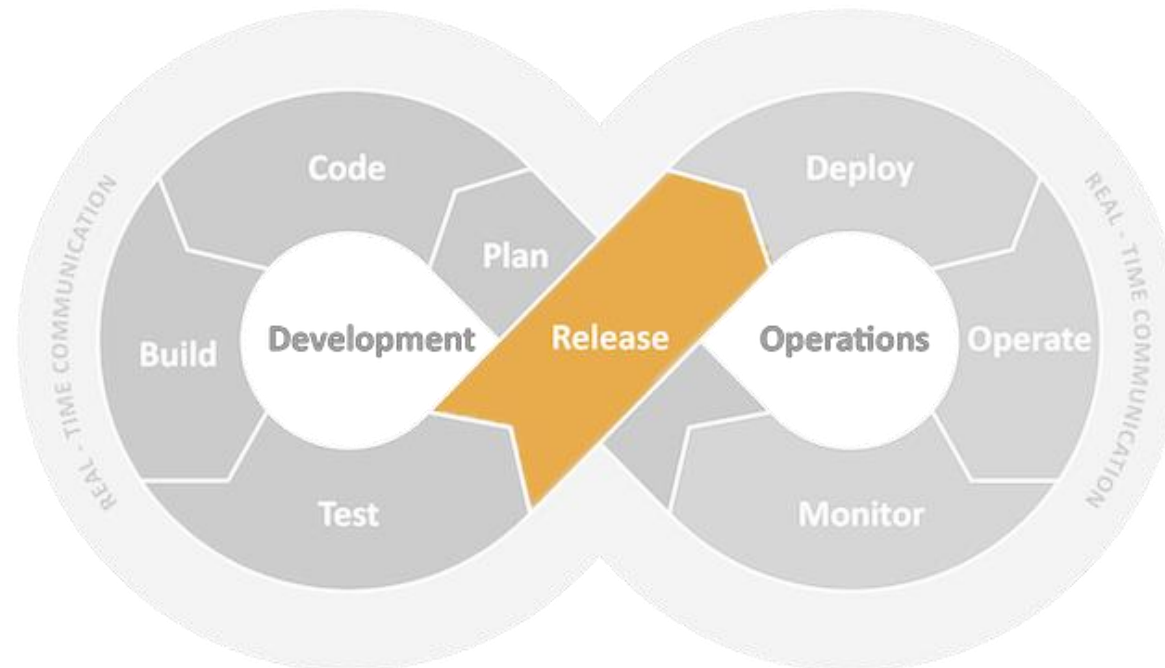 Code
Deploy
Plan
Development
Release
Operations
Operate
Build
Test
Monitor
REAL - TIME COMMUNICATION
REAL - TIME COMMUNICATION